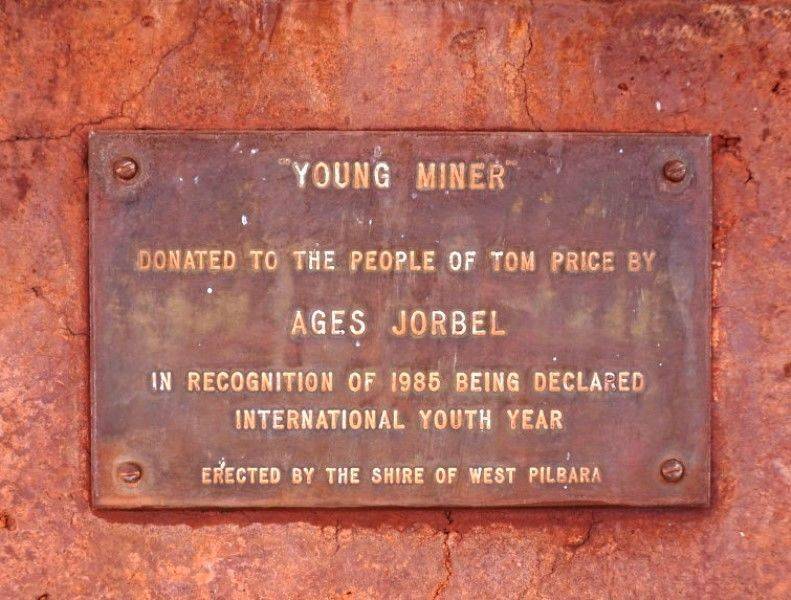 "YOUNG MINER"
DONATED TO THE PEOPLE OF TOM PRICE BY
AGES JORBEL
IN RECOGNITION OF 1985 BEING DECLARED
INTERNATIONAL YOUTH YEAR
ERECTED BY THE SHIRE OF WEST PILBARA